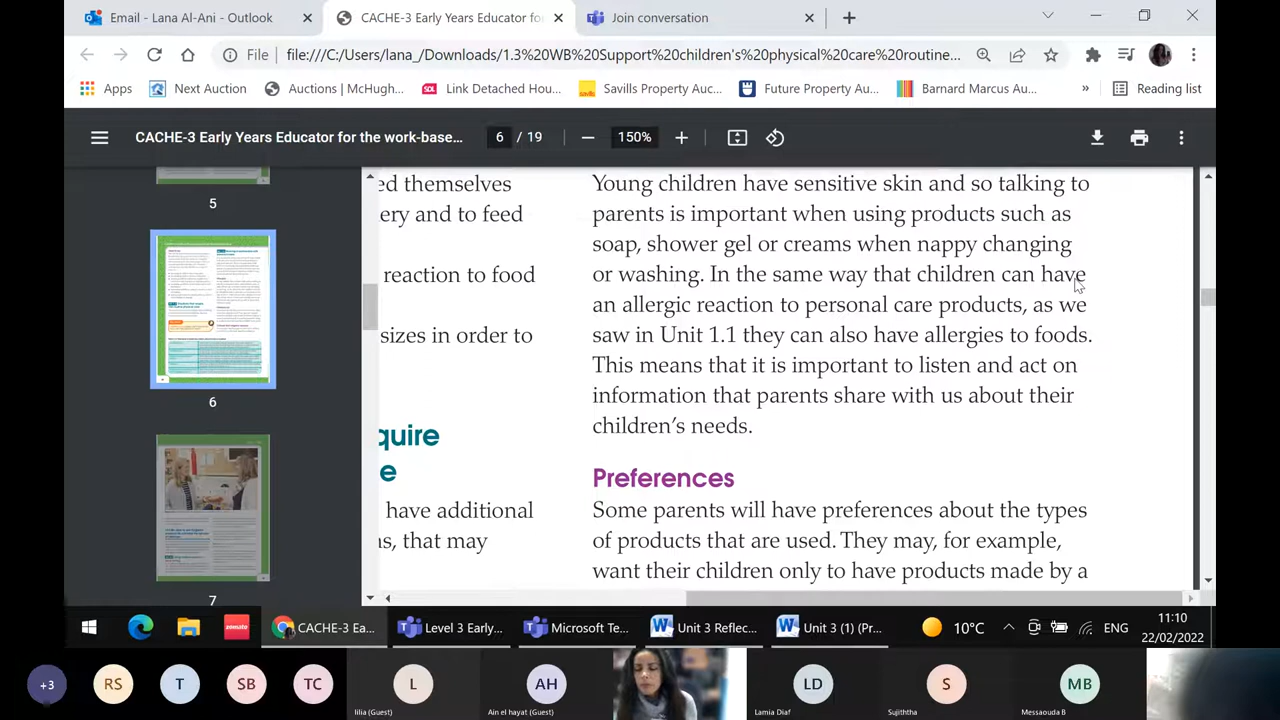 Email - Lana Al-Ani - Outlook
CACHE-3 Early Years Educator fo
Join conversation
File
file:///C:/Users/lana_/Downloads/1.3%20WB%20Support%20children's%20physical%20care%20routine...
Apps
Next Auction
Auctions | McHugh...
Link Detached Hou...
Savills Property Auc...
Future Property Au...
Barnard Marcus Au...
»
Reading list
CACHE-3 Early Years Educator for the work-base...
6 / 19
150%
5
6
7
ed themselves
ery and to feed
reaction to food
sizes in order to
quire
e
have additional
as, that may
Young children have sensitive skin and so talking to
parents is important when using products such as
soap, shower gel or creams when nappy changing
or washing. In the same way that children can have
an allergic reaction to personal care products, as we
saw in Unit 1.1 they can also have allergies to foods.
This means that it is important to listen and act on
information that parents share with us about their
children's needs.
Preferences
Some parents will have preferences about the types
of products that are used. They may, for example,
want their children only to have products made by a
zomato
CACHE-3 Ea...
Level 3 Early...
Microsoft Te...
Unit 3 Reflec...
Unit 3 (1) (Pr...
10°C
ENG
11:10
22/02/2022
+3
RS
T
SB
TC
L
lilia (Guest)
AH
Ain el hayat (Guest)
LD
Lamia Diaf
S
Sujiththa
MB
Messaouda B